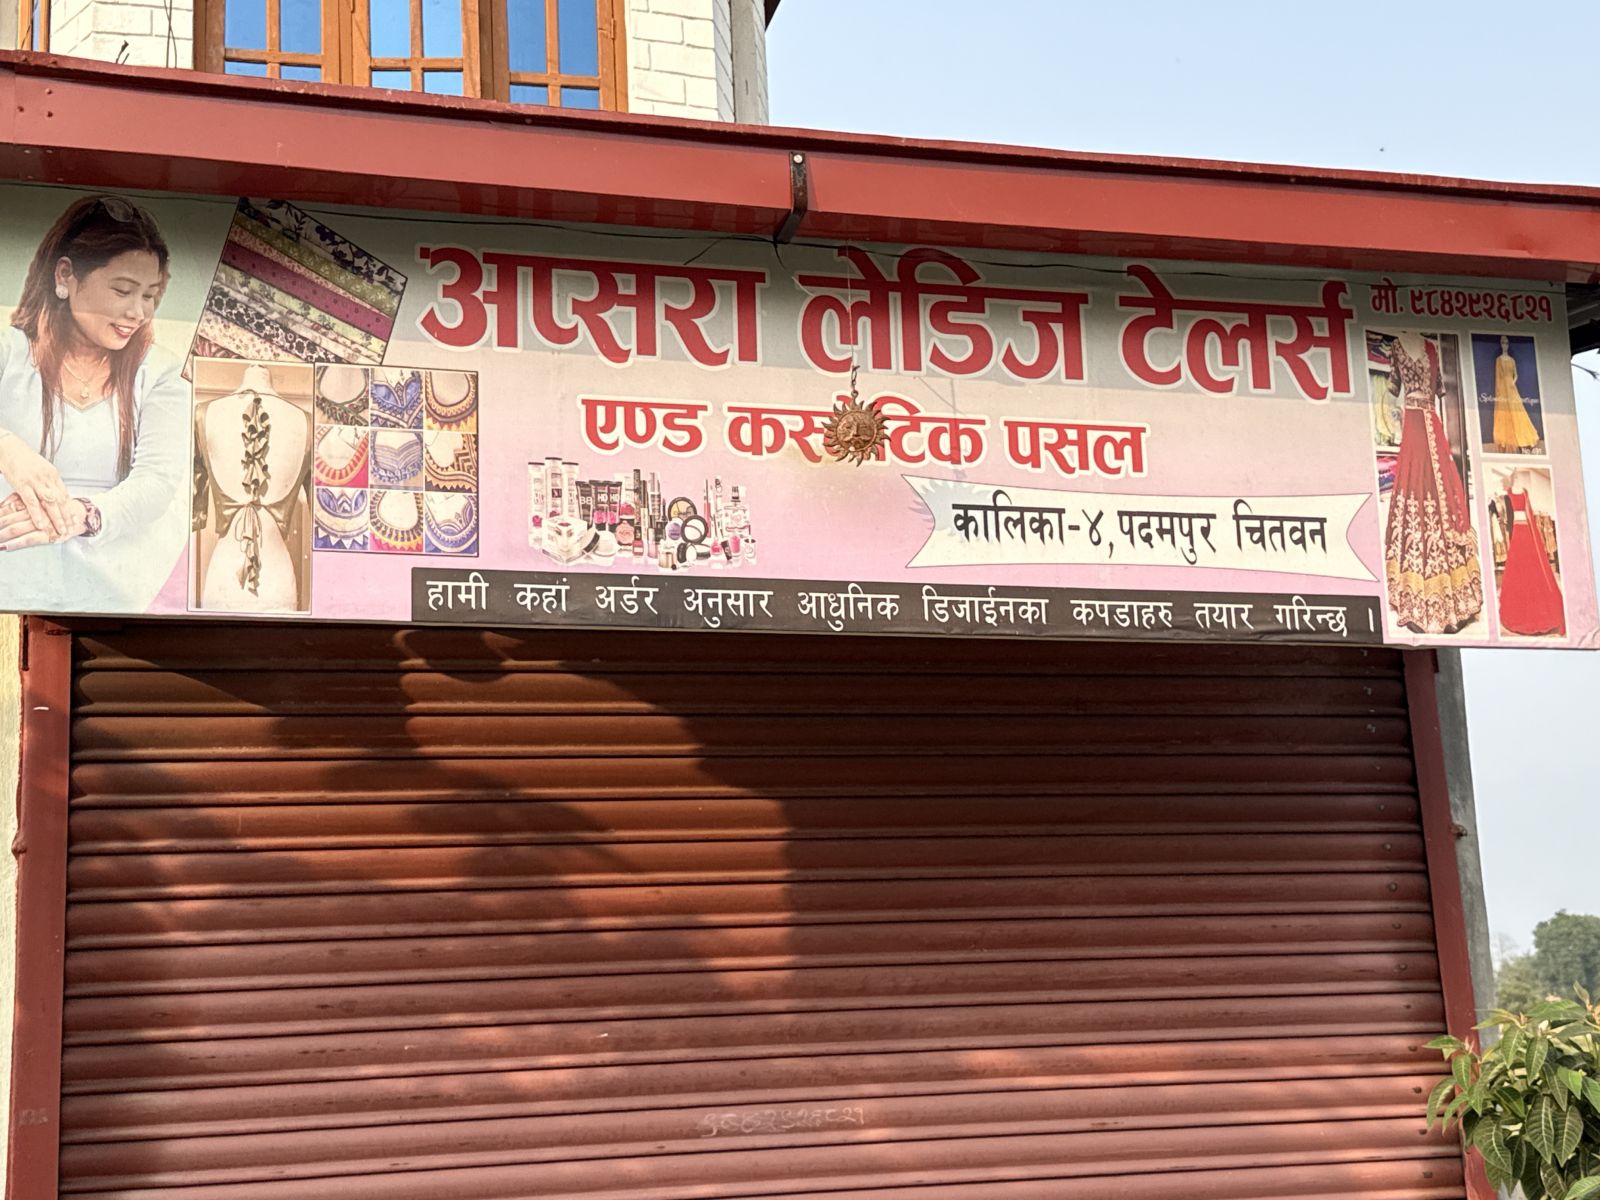 अप्सरा लेडिज टेलर्स
मो. ९८४२९२६८२१
एण्ड कस्मेटिक पसल
कालिका-४,पदमपुर चितवन
हामी कहां अर्डर अनुसार आधुनिक डिजाईनका कपडाहरु तयार गरिन्छ ।